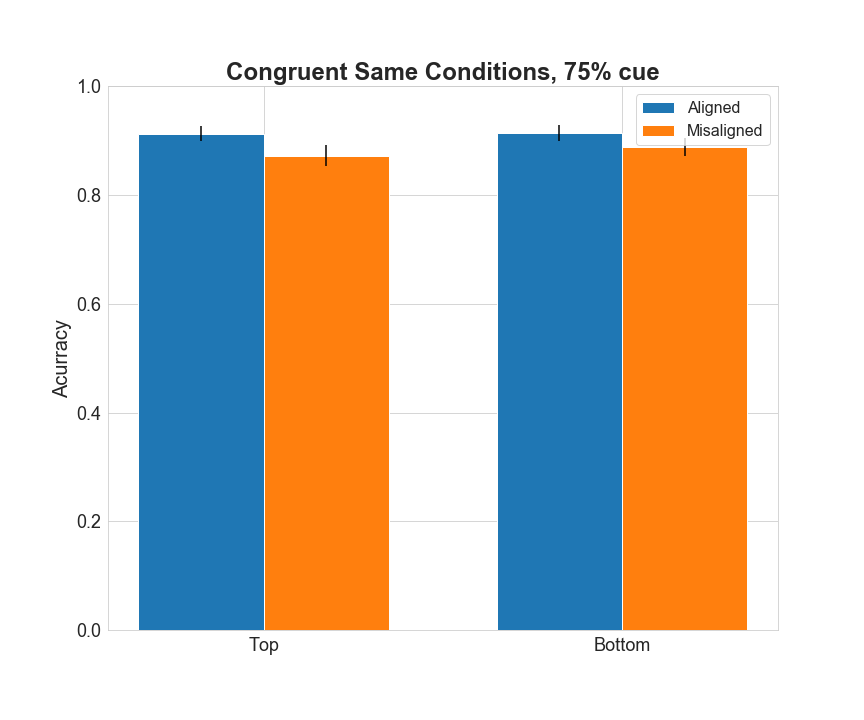 Congruent Same Conditions, 75% cue
1.0
0.8
0.6
0.4
0.2
0.0
Acurracy
Aligned
Misaligned
Top
Bottom